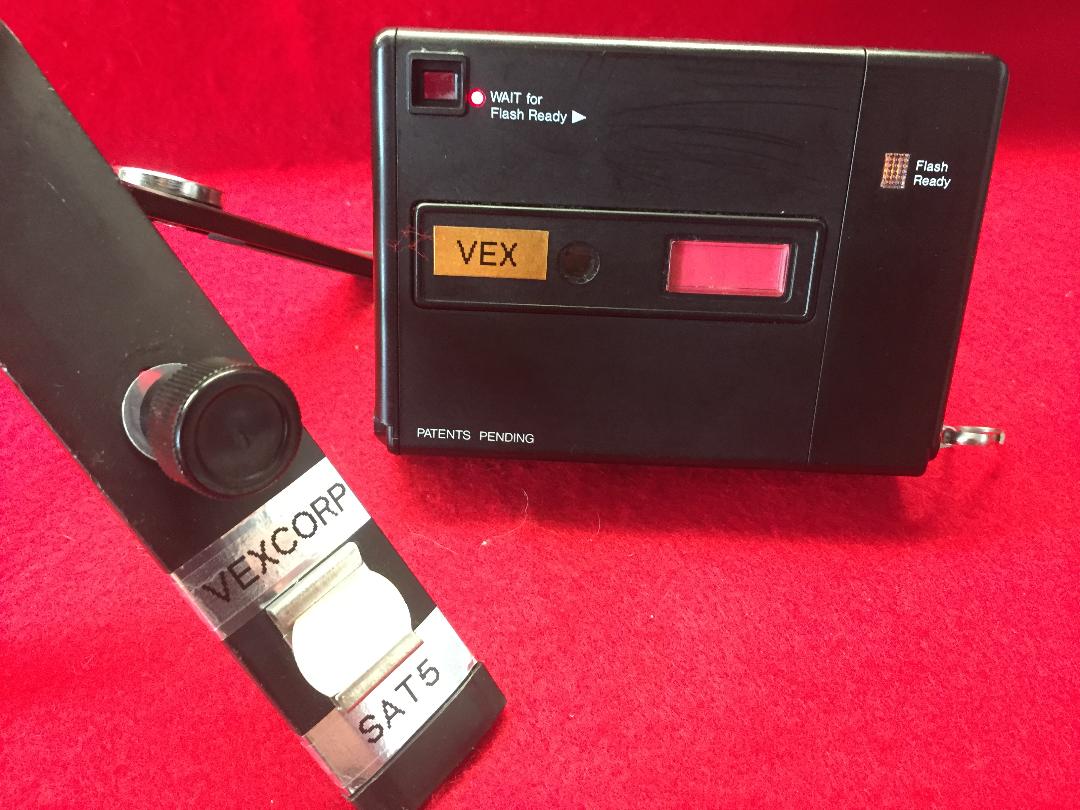 WAIT for
Flash Ready ▶
Flash
Ready
VEX
PATENTS PENDING
VEXCORP
SAT5